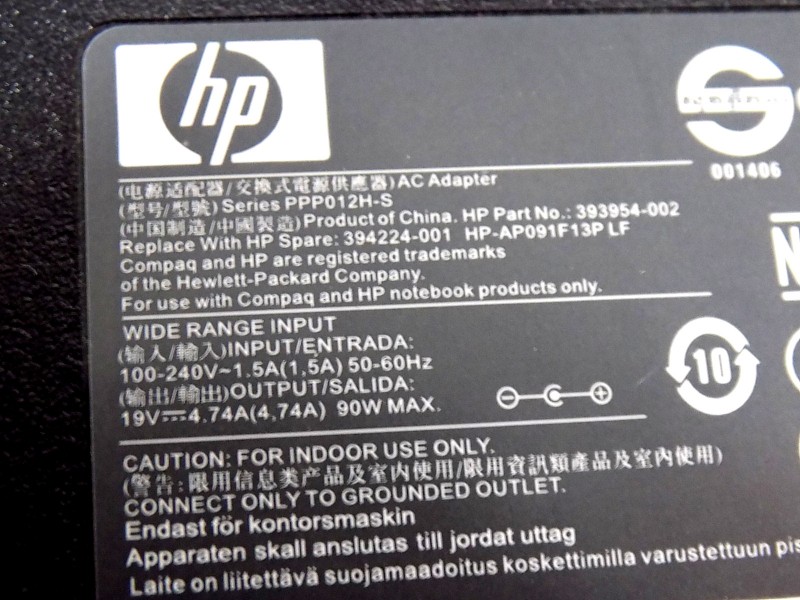 hp
001406
(电源适配器/交換式電源供應器) AC Adapter
(型号/型號) Series PPP012H-S
(中国制造/中國製造) Product of China. HP Part No.: 393954-002
Replace With HP Spare: 394224-001 HP-AP091F13P LF
Compaq and HP are registered trademarks
of the Hewlett-Packard Company.
For use with Compaq and HP notebook products only.
WIDE RANGE INPUT
(输入/輸入)INPUT/ENTRADA:
100-240V~1.5A(1,5A) 50-60Hz
(输出/輸出)OUTPUT/SALIDA:
19V⎓4.74A(4,74A) 90W MAX.
10
CAUTION: FOR INDOOR USE ONLY.
(警告: 限用信息类产品及室内使用/限用資訊類產品及室內使用)
CONNECT ONLY TO GROUNDED OUTLET.
Endast för kontorsmaskin
Apparaten skall anslutas till jordat uttag
Laite on liitettävä suojamaadoitus koskettimilla varustettuun pis